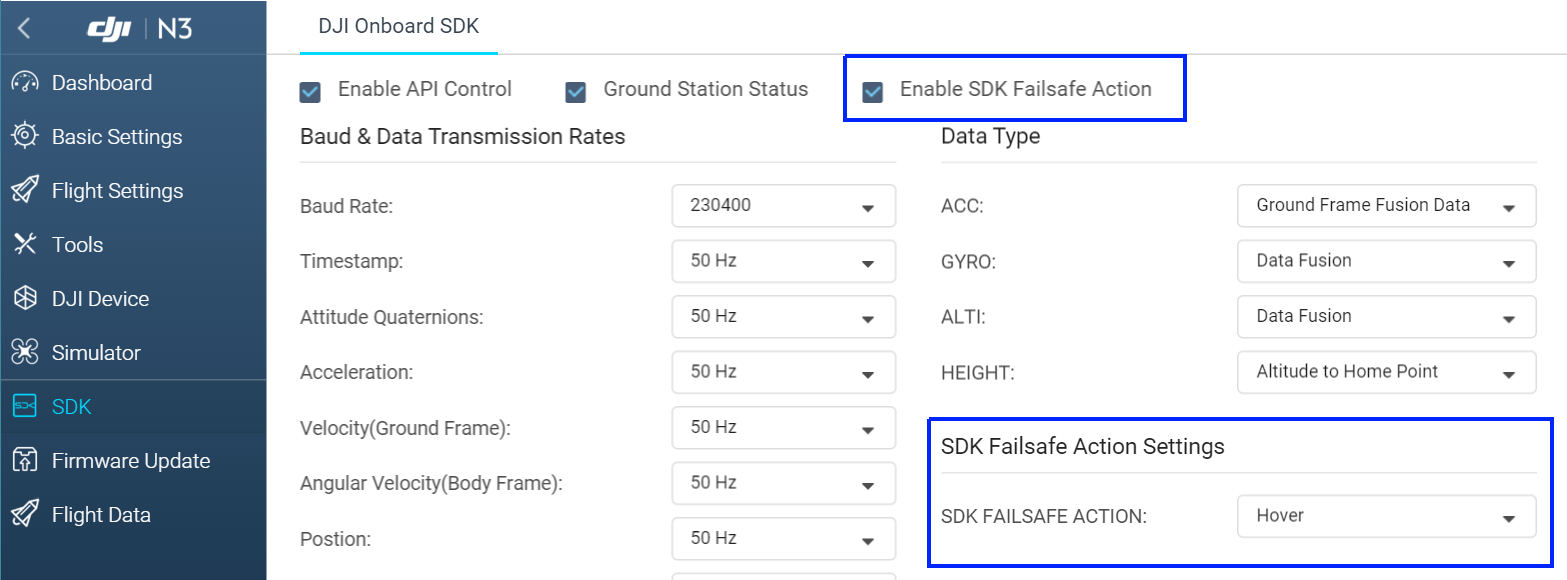 dji N3
Dashboard
Basic Settings
Flight Settings
Tools
DJI Device
Simulator
SDK
Firmware Update
Flight Data
DJI Onboard SDK
Enable API Control
Ground Station Status
Enable SDK Failsafe Action
Baud & Data Transmission Rates
Baud Rate: 230400
Timestamp: 50 Hz
Attitude Quaternions: 50 Hz
Acceleration: 50 Hz
Velocity(Ground Frame): 50 Hz
Angular Velocity(Body Frame): 50 Hz
Postion: 50 Hz
Data Type
ACC: Ground Frame Fusion Data
GYRO: Data Fusion
ALTI: Data Fusion
HEIGHT: Altitude to Home Point
SDK Failsafe Action Settings
SDK FAILSAFE ACTION: Hover